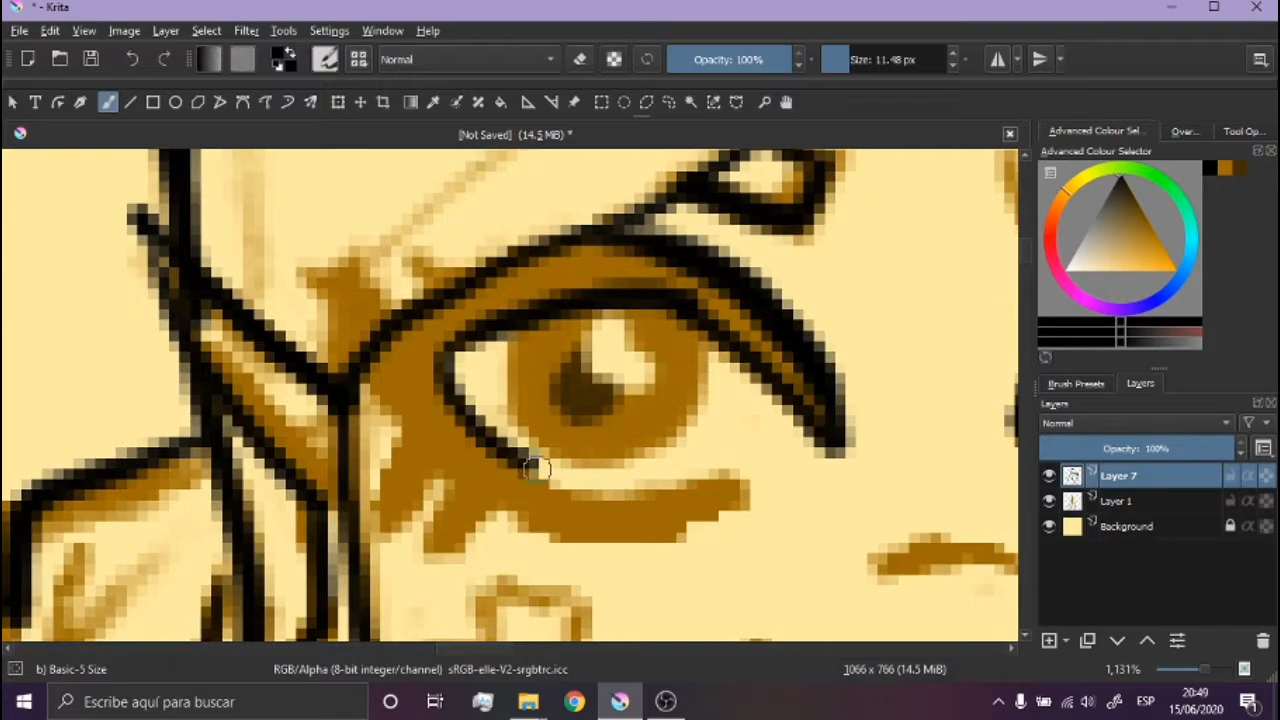 * - Krita
File Edit View Image Layer Select Filter Tools Settings Window Help
Normal Opacity: 100% Size: 11.48 px
[Not Saved] (14.5 MiB) *
Advanced Colour Sel... Over... Tool Op...
Advanced Colour Selector
Brush Presets Layers
Layers
Normal
Opacity: 100%
Layer 7
Layer 1
Background
b) Basic-5 Size RGB/Alpha (8-bit integer/channel) sRGB-elle-V2-srgbtrc.icc 1066 x 766 (14.5 MiB) 1,131%
Escribe aquí para buscar ESP 20:49
15/06/2020